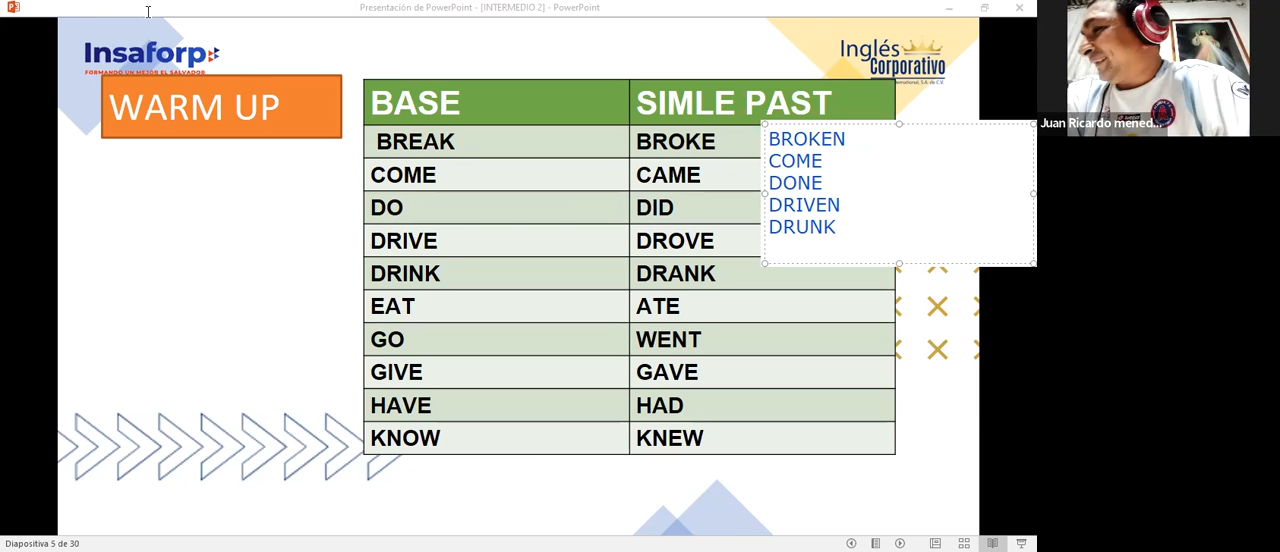 Presentación de PowerPoint - [INTERMEDIO 2] - PowerPoint
Insaforp
FORMANDO UN MEJOR EL SALVADOR
Inglés
Corporativo
International, S.A. de C.V.
WARM UP
BASE SIMLE PAST
BREAK BROKE
COME CAME
DO DID
DRIVE DROVE
DRINK DRANK
EAT ATE
GO WENT
GIVE GAVE
HAVE HAD
KNOW KNEW
BROKEN
COME
DONE
DRIVEN
DRUNK
Juan Ricardo mened...
Diapositiva 5 de 30